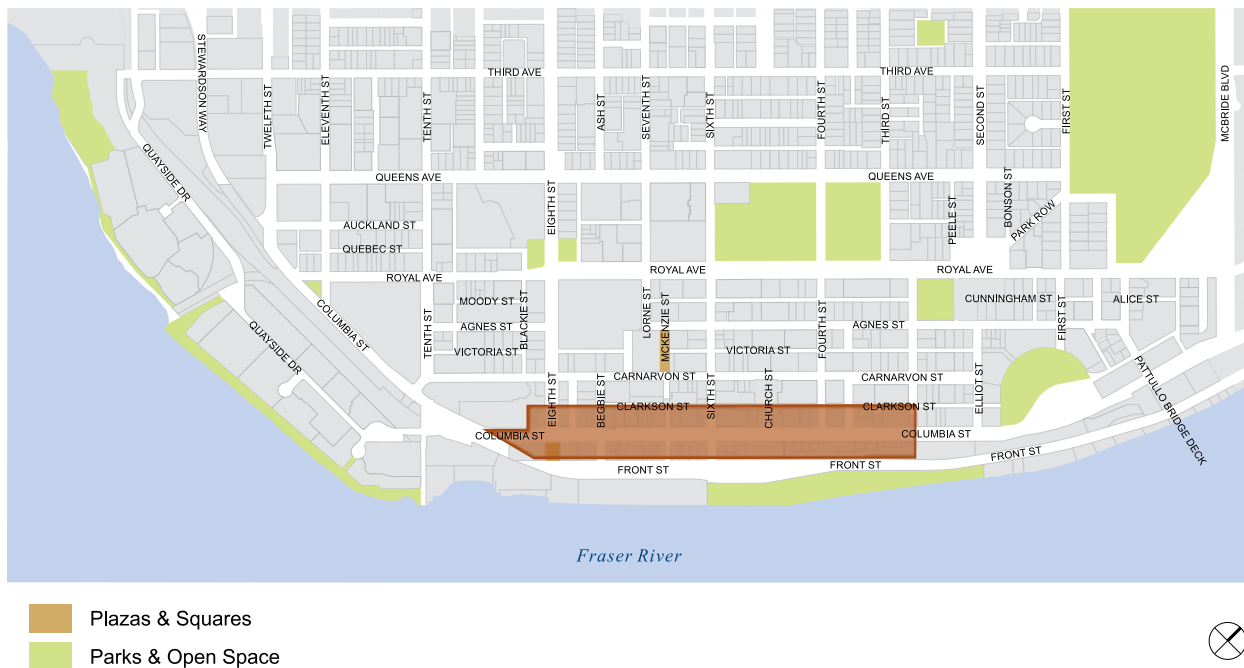 THIRD AVE
THIRD AVE
STEWARDSON WAY
TWELFTH ST
ELEVENTH ST
TENTH ST
ASH ST
SEVENTH ST
SIXTH ST
FOURTH ST
THIRD ST
SECOND ST
FIRST ST
MCBRIDE BLVD
QUAYSIDE DR
QUEENS AVE
QUEENS AVE
EIGHTH ST
PEELE ST
BONSON ST
PARK ROW
AUCKLAND ST
QUEBEC ST
ROYAL AVE
ROYAL AVE
ROYAL AVE
COLUMBIA ST
MOODY ST
BLACKIE ST
LORNE ST
MCKENZIE ST
CUNNINGHAM ST
ALICE ST
QUAYSIDE DR
TENTH ST
AGNES ST
FOURTH ST
AGNES ST
FIRST ST
VICTORIA ST
VICTORIA ST
CARNARVON ST
CARNARVON ST
PATTULLO BRIDGE DECK
EIGHTH ST
BEGBIE ST
CLARKSON ST
SIXTH ST
CHURCH ST
CLARKSON ST
ELLIOT ST
COLUMBIA ST
COLUMBIA ST
FRONT ST
FRONT ST
FRONT ST
Fraser River
Plazas & Squares
Parks & Open Space